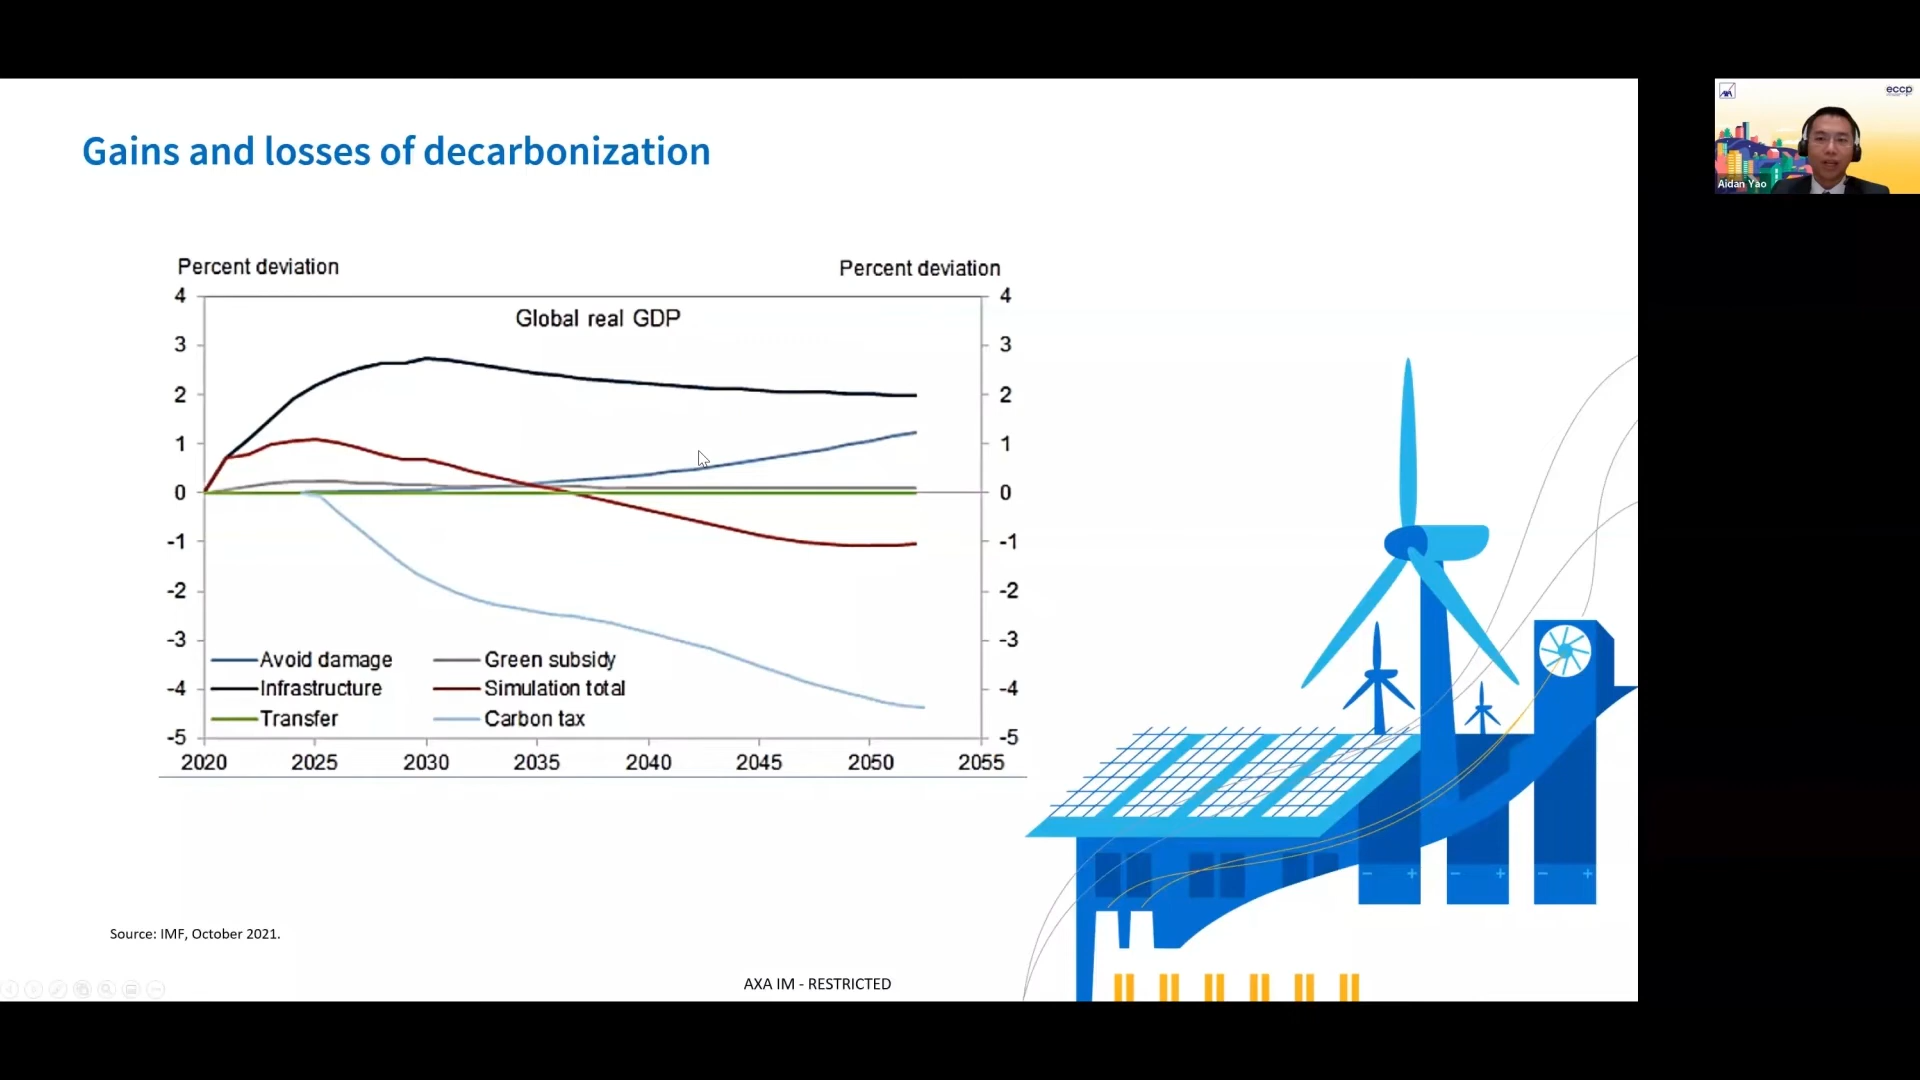 Gains and losses of decarbonization
Percent deviation
Percent deviation
Global real GDP
4
3
2
1
0
-1
-2
-3
-4
-5
4
3
2
1
0
-1
-2
-3
-4
-5
Avoid damage
Green subsidy
Infrastructure
Simulation total
Transfer
Carbon tax
2020 2025 2030 2035 2040 2045 2050 2055
Source: IMF, October 2021.
AXA IM - RESTRICTED
AXA
eccp
Aidan Yao